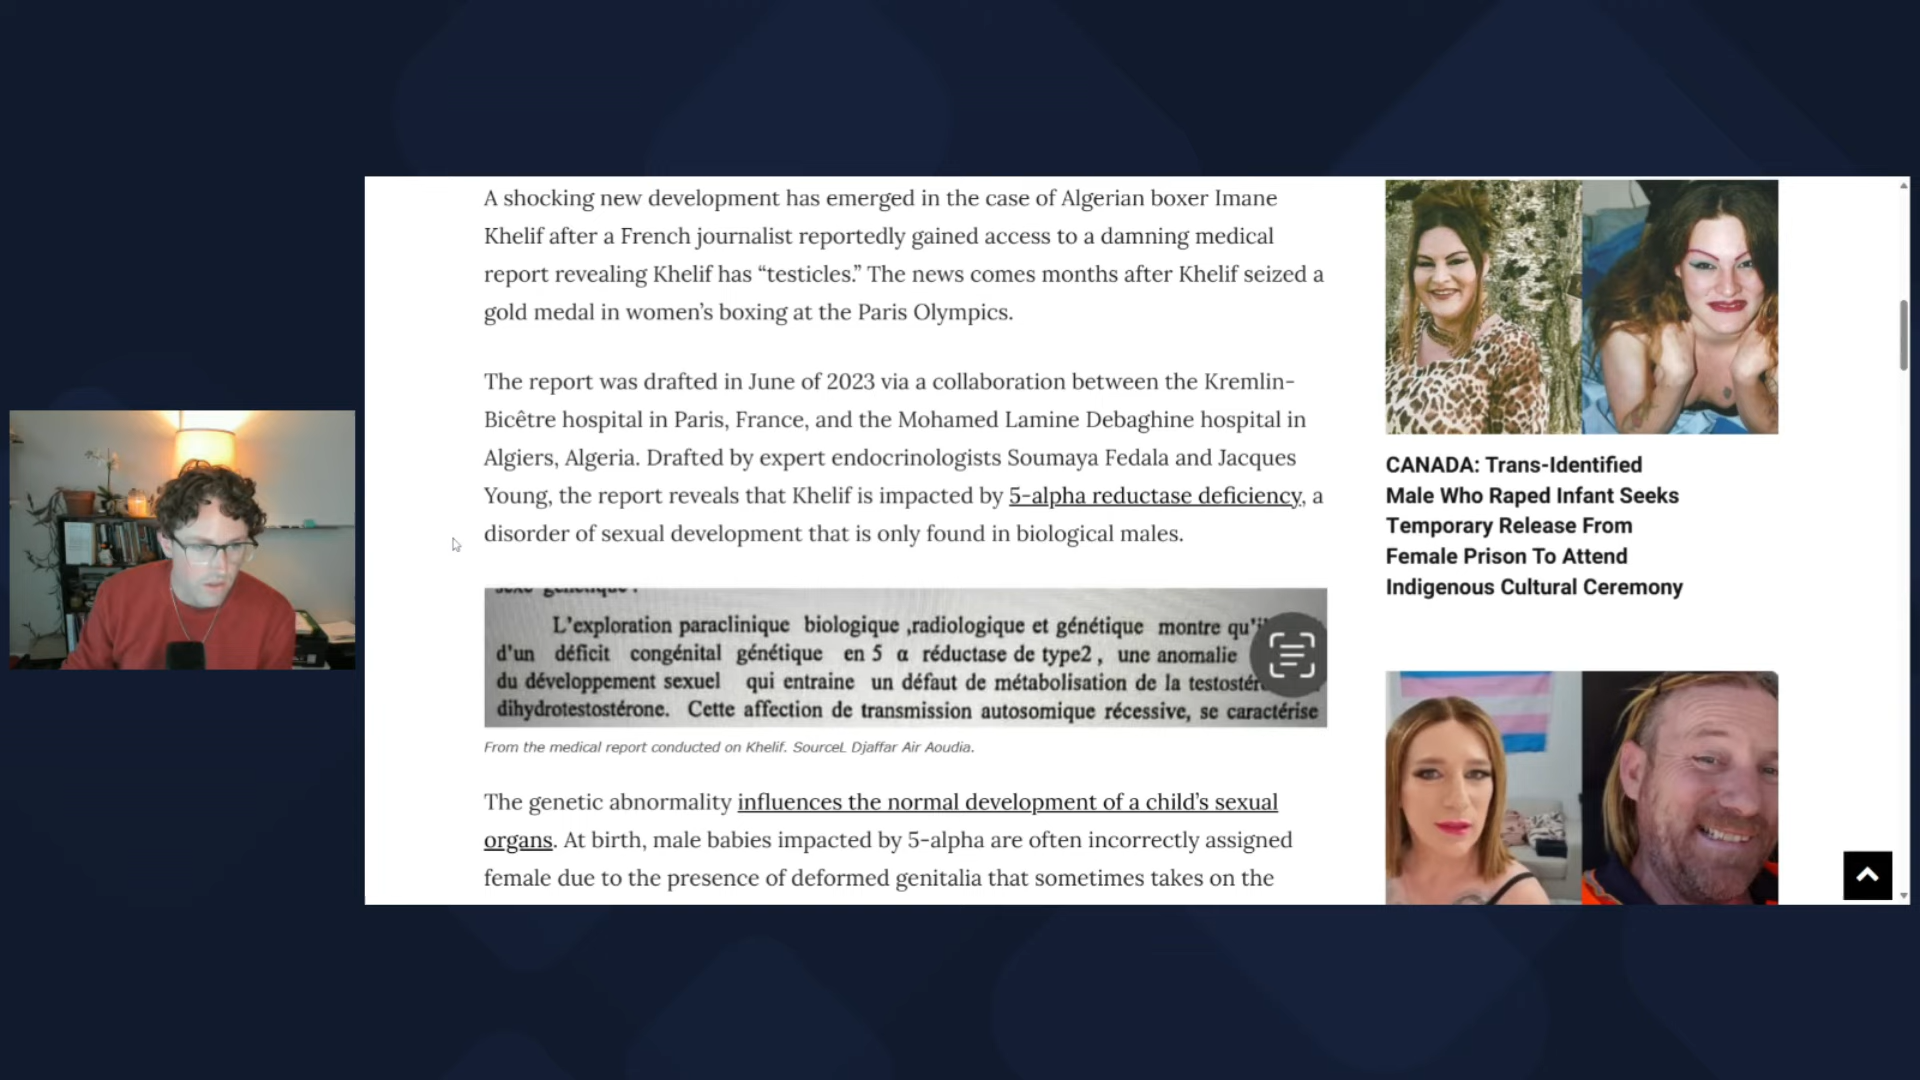 A shocking new development has emerged in the case of Algerian boxer Imane
Khelif after a French journalist reportedly gained access to a damning medical
report revealing Khelif has “testicles.” The news comes months after Khelif seized a
gold medal in women’s boxing at the Paris Olympics.
The report was drafted in June of 2023 via a collaboration between the Kremlin-
Bicêtre hospital in Paris, France, and the Mohamed Lamine Debaghine hospital in
Algiers, Algeria. Drafted by expert endocrinologists Soumaya Fedala and Jacques
Young, the report reveals that Khelif is impacted by 5-alpha reductase deficiency, a
disorder of sexual development that is only found in biological males.
L'exploration paraclinique biologique ,radiologique et génétique montre
d'un déficit congénital génétique en 5 α réductase de type2 , une anomalie
du développement sexuel qui entraine un défaut de métabolisation de la
dihydrotestostérone. Cette affection de transmission autosomique récessive, se caractérise
From the medical report conducted on Khelif. SourceL Djaffar Air Aoudia.
The genetic abnormality influences the normal development of a child’s sexual
organs. At birth, male babies impacted by 5-alpha are often incorrectly assigned
female due to the presence of deformed genitalia that sometimes takes on the
CANADA: Trans-Identified
Male Who Raped Infant Seeks
Temporary Release From
Female Prison To Attend
Indigenous Cultural Ceremony